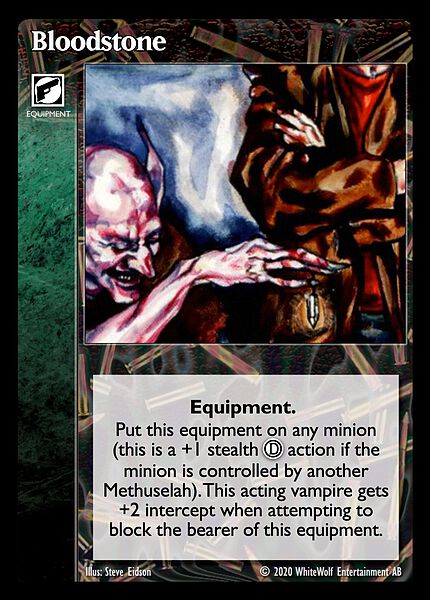 Bloodstone
EQUIPMENT
Equipment.
Put this equipment on any minion
(this is a +1 stealth Ⓓ action if the
minion is controlled by another
Methuselah). This acting vampire gets
+2 intercept when attempting to
block the bearer of this equipment.
Illus: Steve Eidson
© 2020 WhiteWolf Entertainment AB